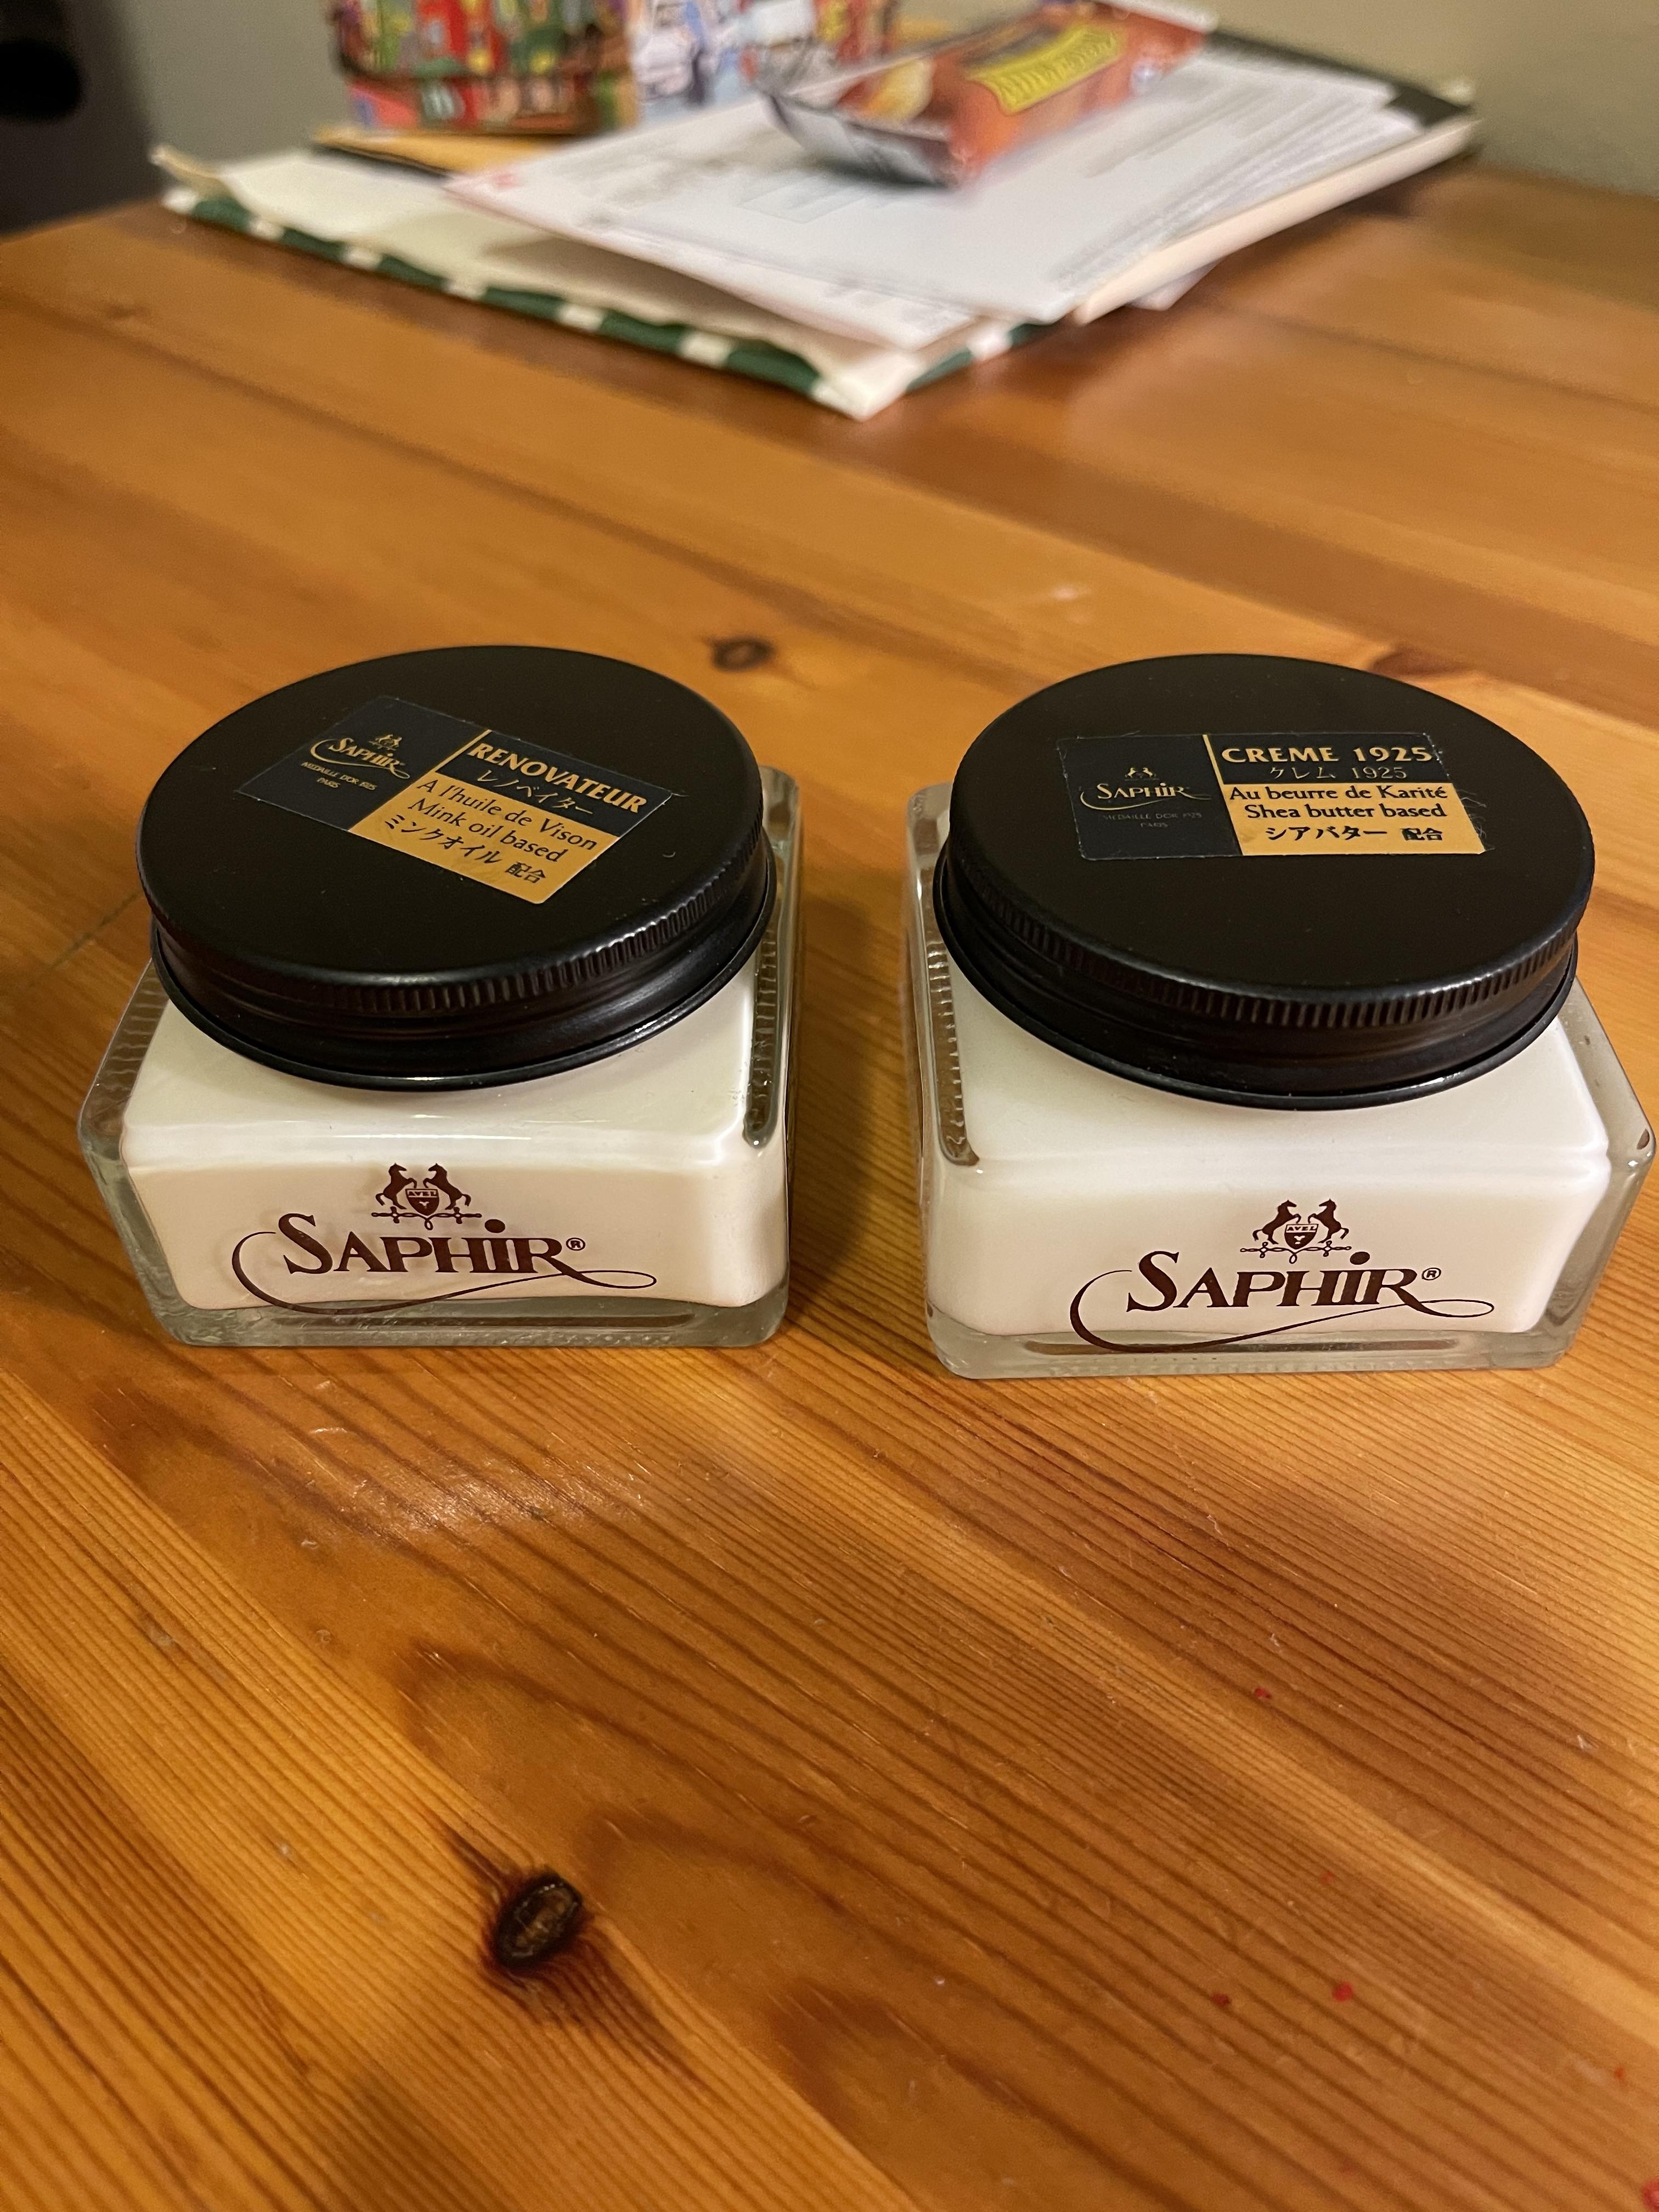 SAPHIR
MEDAILLE D'OR 1925
PARIS
RENOVATEUR
レノベイター
A l'huile de Vison
Mink oil based
ミンクオイル 配合
AVEL
SAPHIR®
SAPHIR
MEDAILLE D'OR 1925
PARIS
CREME 1925
クレム 1925
Au beurre de Karité
Shea butter based
シアバター 配合
AVEL
SAPHIR®